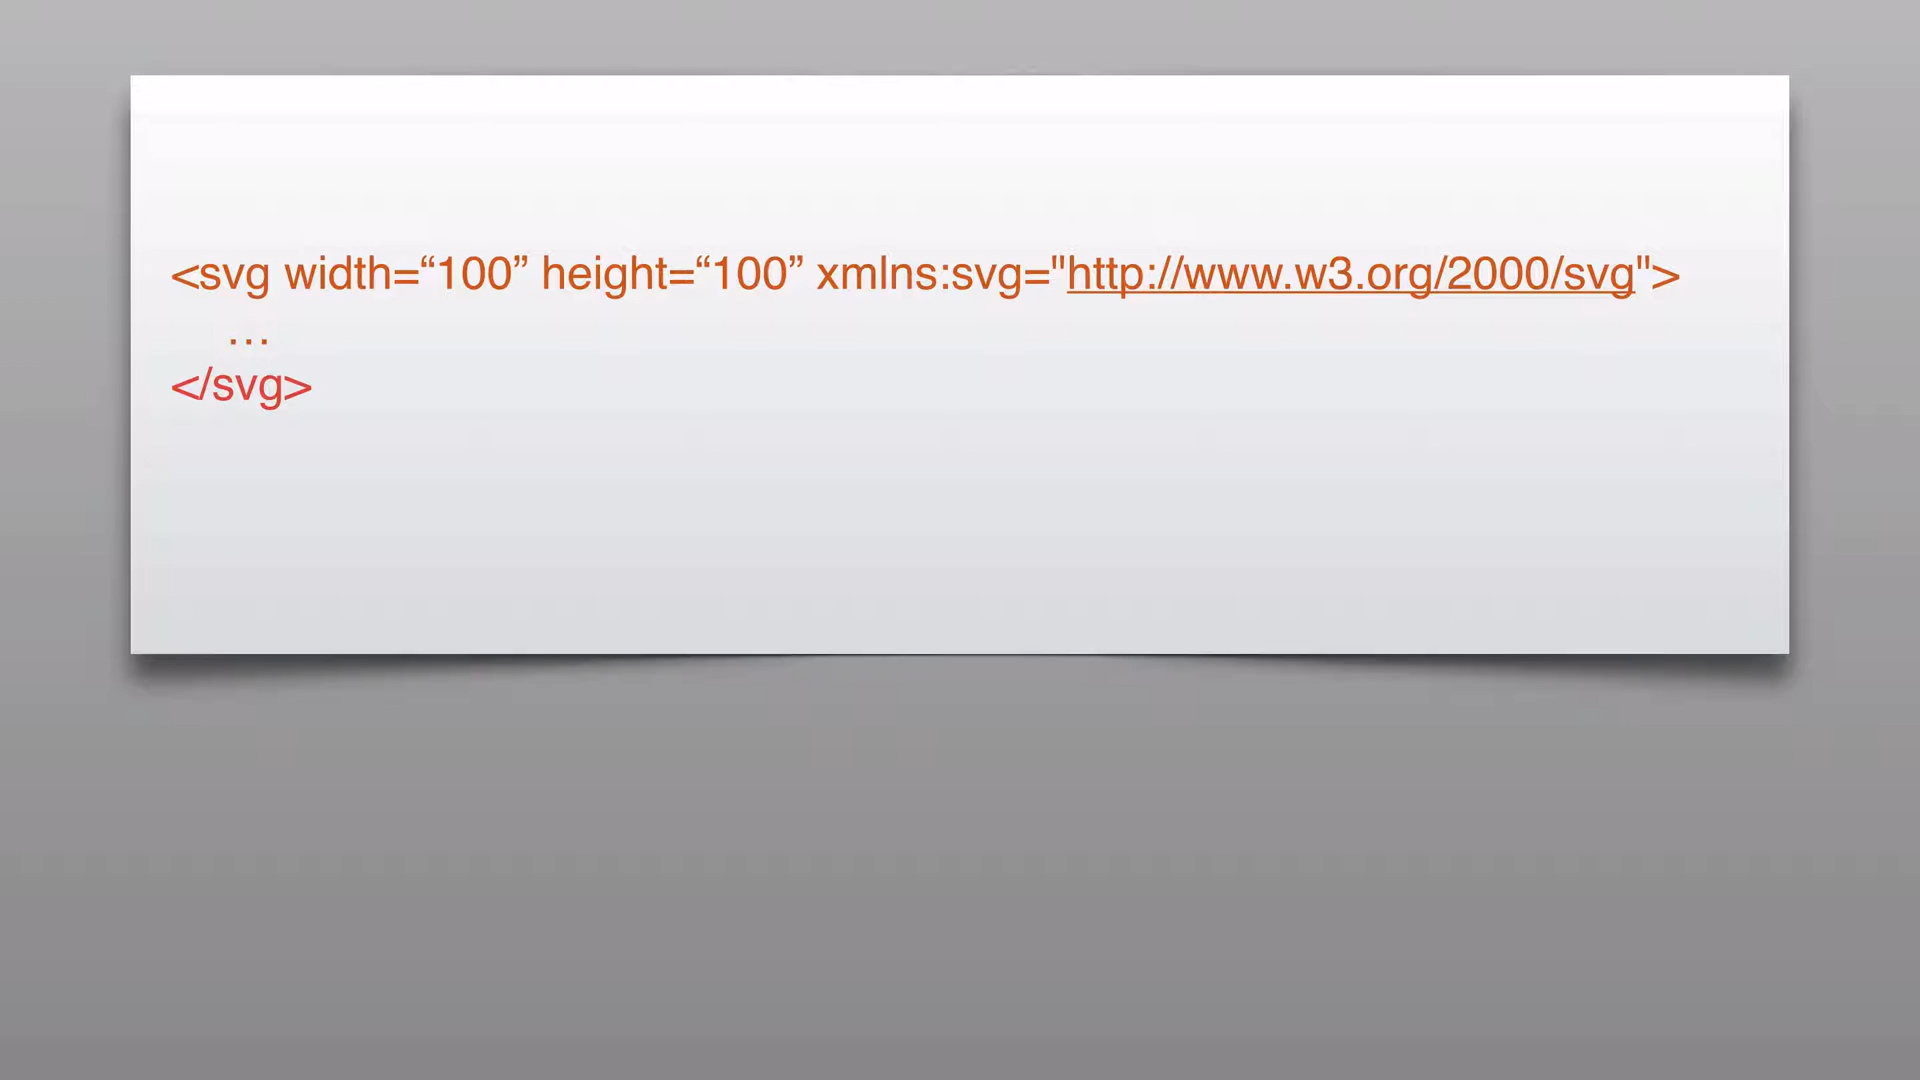 <svg width=“100” height=“100” xmlns:svg="http://www.w3.org/2000/svg">
…
</svg>